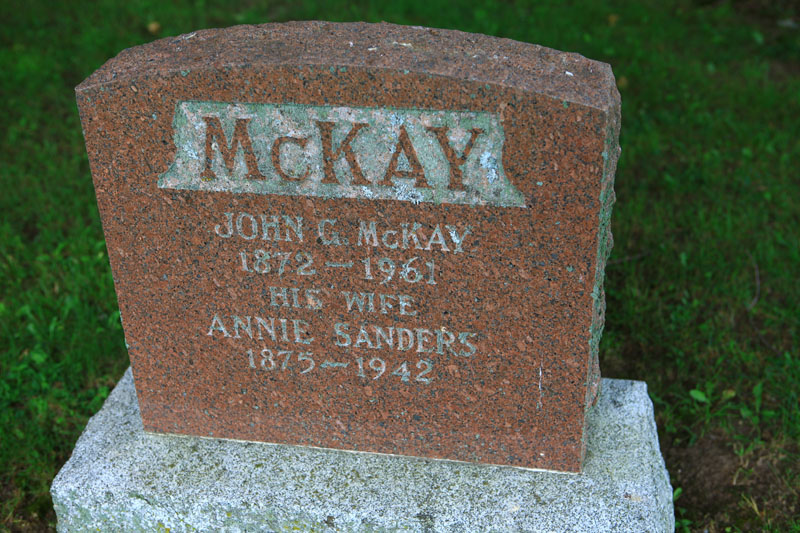 McKAY
JOHN G. McKAY
1872 – 1961
HIS WIFE
ANNIE SANDERS
1875 – 1942